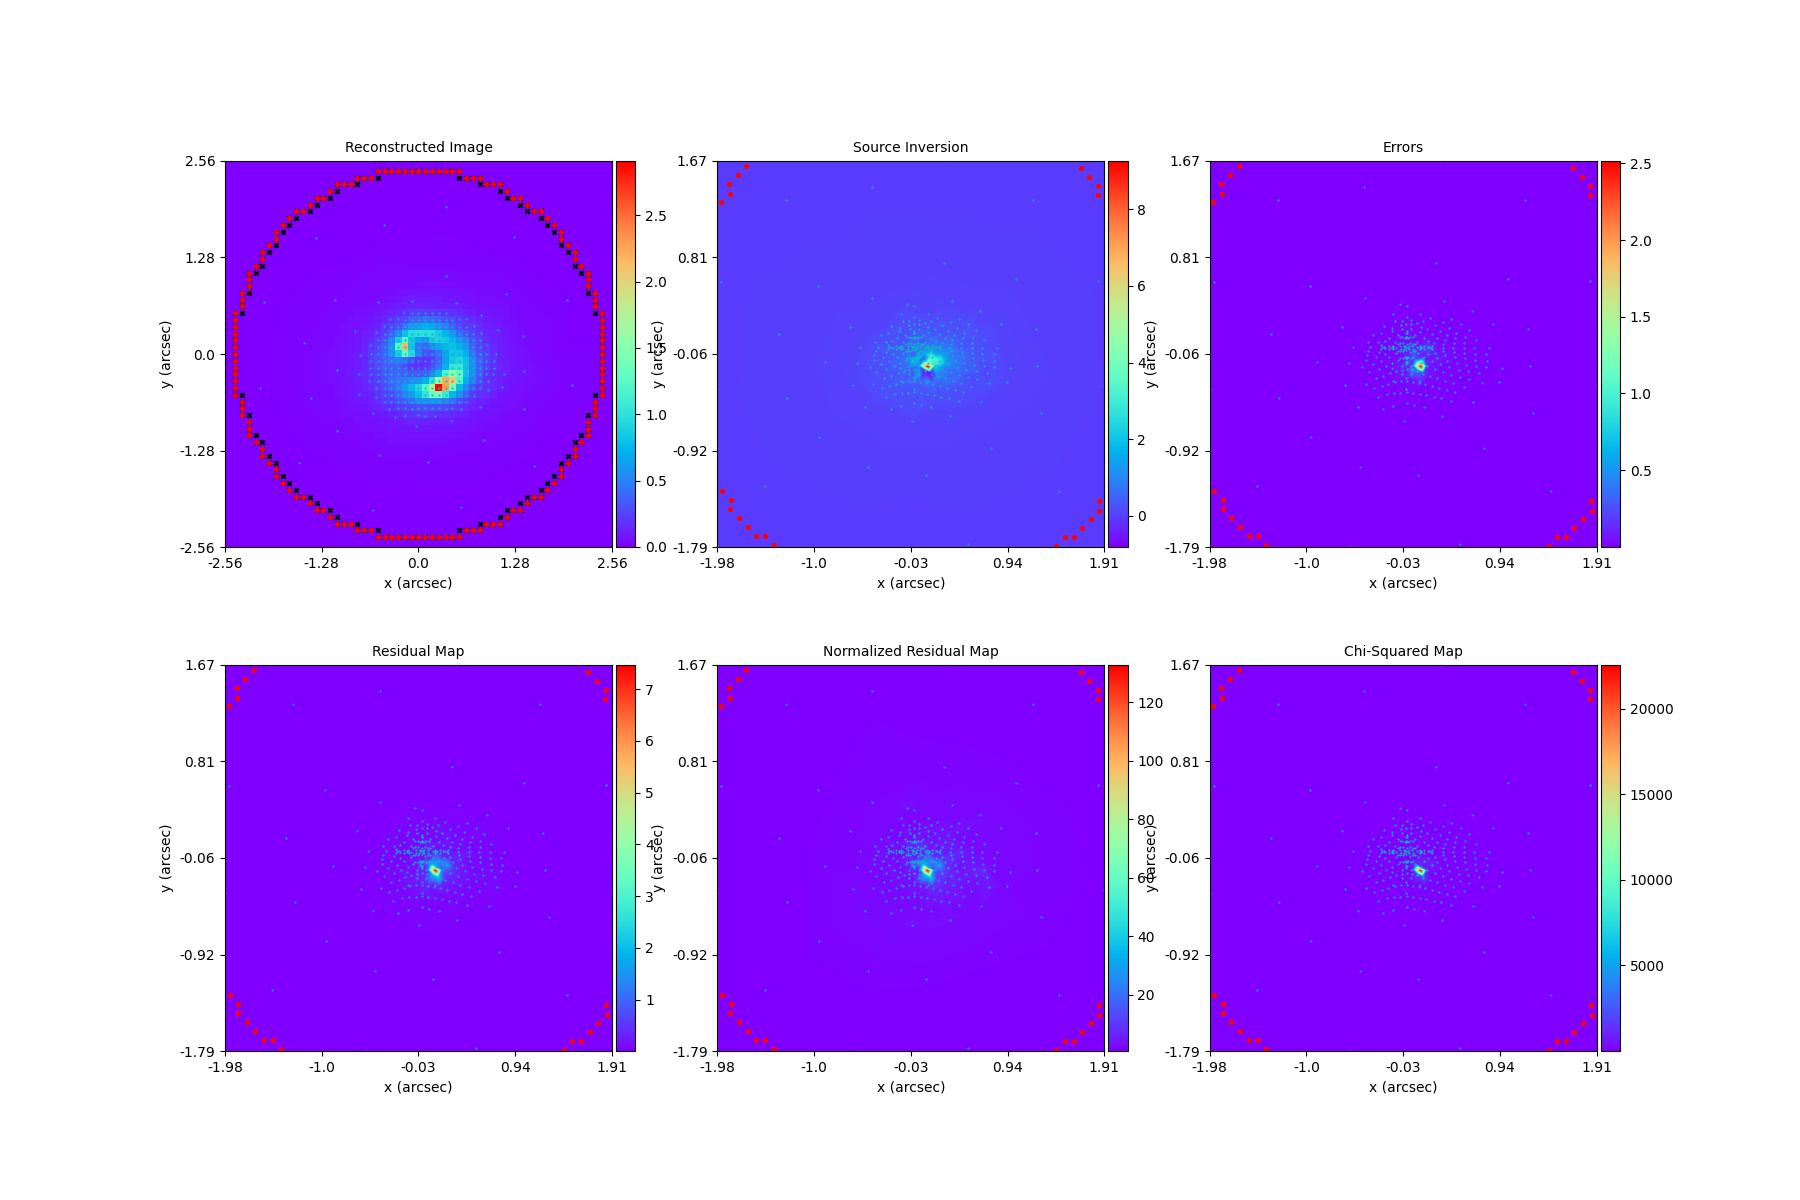 Reconstructed Image
2.56
1.28
0.0
-1.28
-2.56
y (arcsec)
-2.56 -1.28 0.0 1.28 2.56
x (arcsec)
2.5
2.0
1.5
1.0
0.5
0.0
Source Inversion
1.67
0.81
-0.06
-0.92
-1.79
y (arcsec)
-1.98 -1.0 -0.03 0.94 1.91
x (arcsec)
8
6
4
2
0
Errors
1.67
0.81
-0.06
-0.92
-1.79
y (arcsec)
-1.98 -1.0 -0.03 0.94 1.91
x (arcsec)
2.5
2.0
1.5
1.0
0.5
Residual Map
1.67
0.81
-0.06
-0.92
-1.79
y (arcsec)
-1.98 -1.0 -0.03 0.94 1.91
x (arcsec)
7
6
5
4
3
2
1
Normalized Residual Map
1.67
0.81
-0.06
-0.92
-1.79
y (arcsec)
-1.98 -1.0 -0.03 0.94 1.91
x (arcsec)
120
100
80
60
40
20
Chi-Squared Map
1.67
0.81
-0.06
-0.92
-1.79
y (arcsec)
-1.98 -1.0 -0.03 0.94 1.91
x (arcsec)
20000
15000
10000
5000